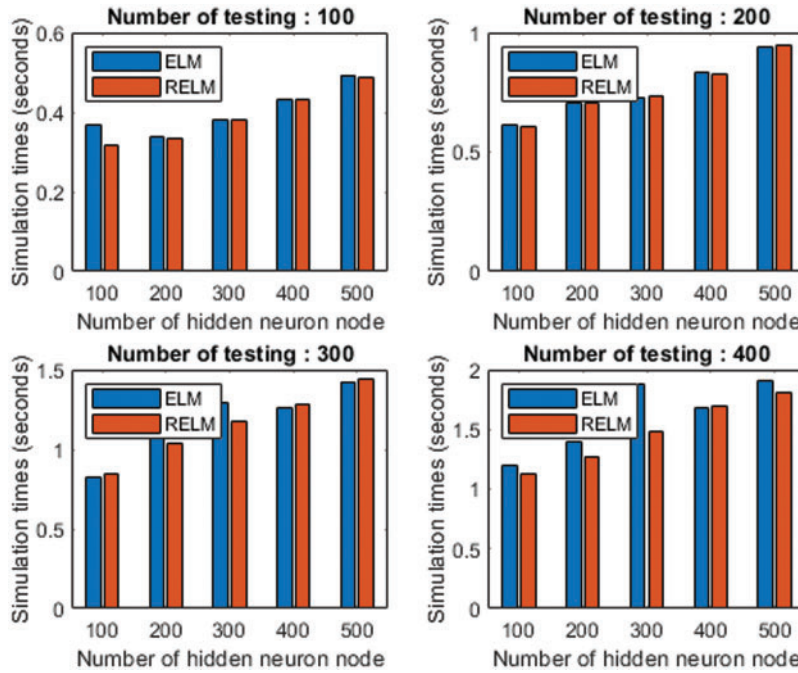 Number of testing : 100
Simulation times (seconds)
0.6
0.4
0.2
0
ELM
RELM
100 200 300 400 500
Number of hidden neuron node
Number of testing : 200
Simulation times (seconds)
1
0.5
0
ELM
RELM
100 200 300 400 500
Number of hidden neuron node
Number of testing : 300
Simulation times (seconds)
1.5
1
0.5
0
ELM
RELM
100 200 300 400 500
Number of hidden neuron node
Number of testing : 400
Simulation times (seconds)
2
1.5
1
0.5
0
ELM
RELM
100 200 300 400 500
Number of hidden neuron node